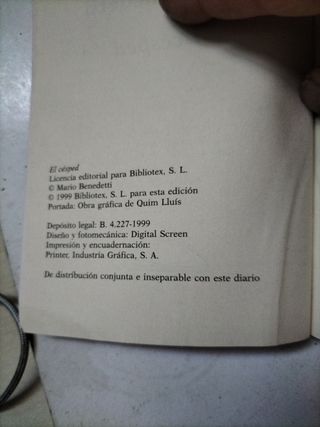 El césped
Licencia editorial para Bibliotex, S. L.
© Mario Benedetti
© 1999 Bibliotex, S. L. para esta edición
Portada: Obra gráfica de Quim Lluís
Depósito legal: B. 4.227-1999
Diseño y fotomecánica: Digital Screen
Impresión y encuadernación:
Printer, Industria Gráfica, S. A.
De distribución conjunta e inseparable con este diario